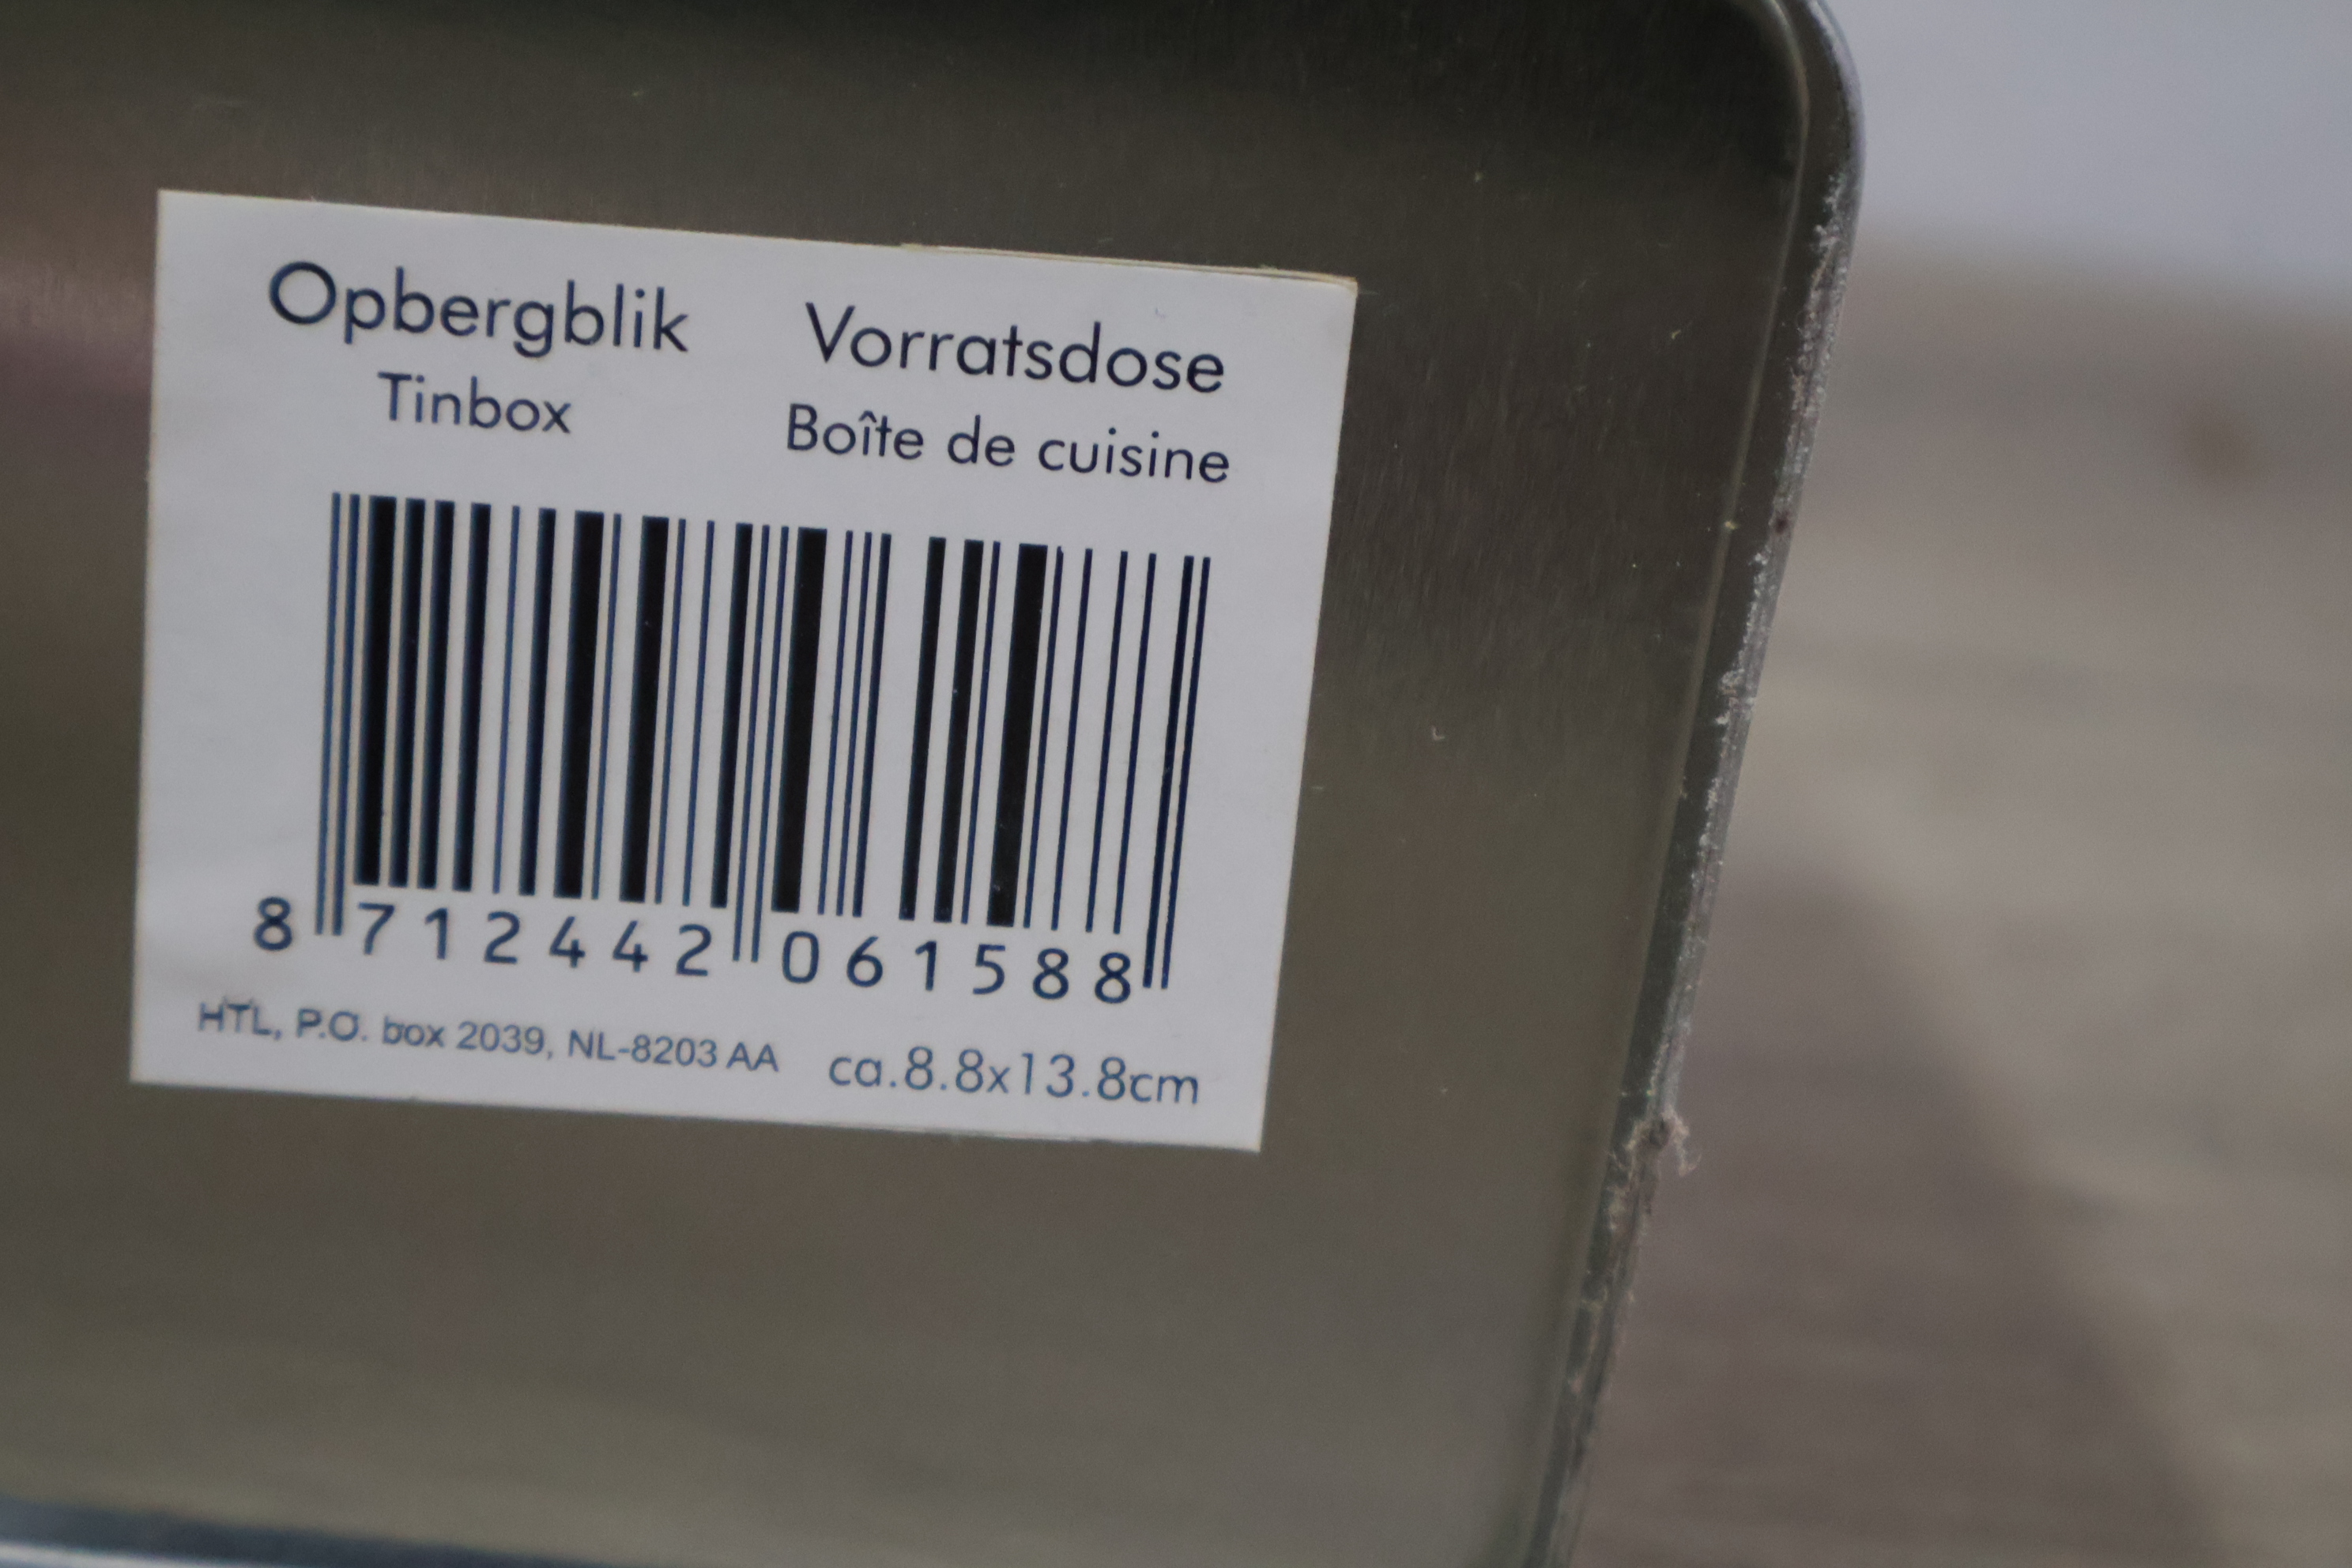 Opbergblik
Tinbox
Vorratsdose
Boîte de cuisine
8 712442 061588
HTL, P.O. box 2039, NL-8203 AA
ca.8.8x13.8cm